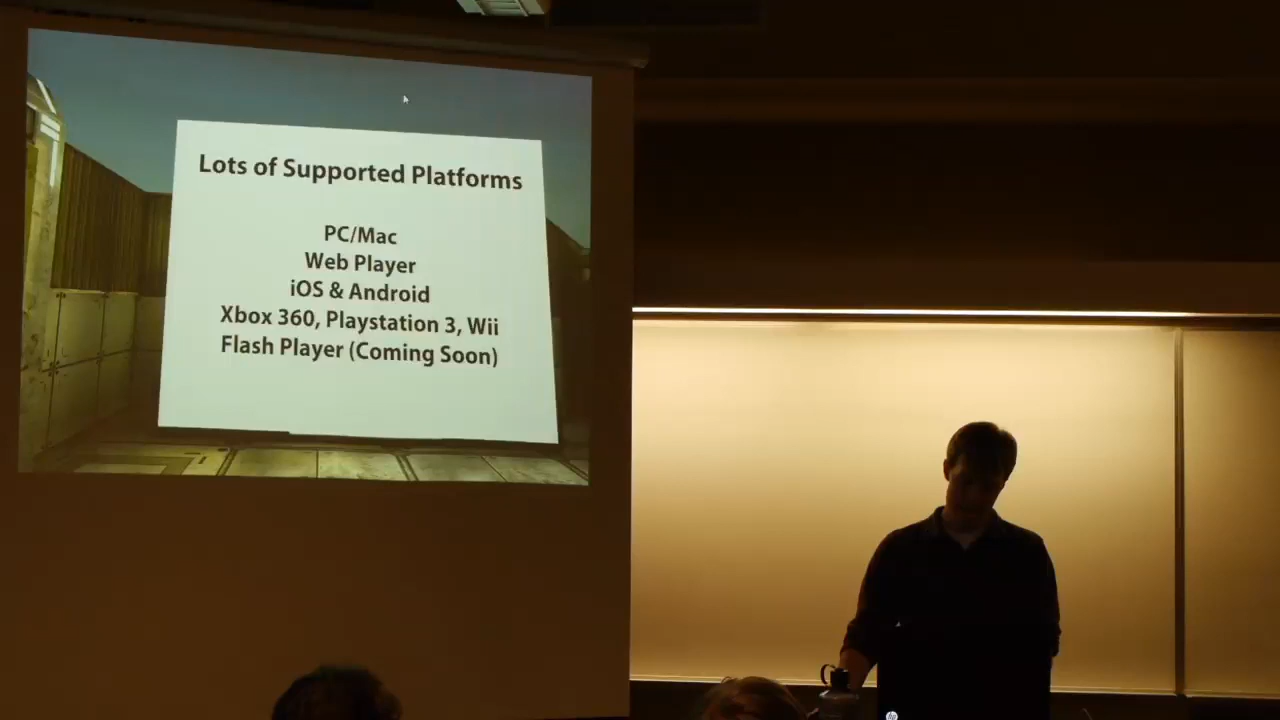 Lots of Supported Platforms
PC/Mac
Web Player
iOS & Android
Xbox 360, Playstation 3, Wii
Flash Player (Coming Soon)
hp